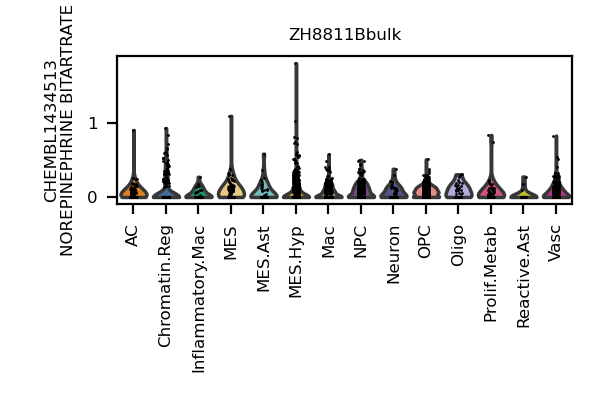 ZH8811Bbulk
CHEMBL1434513
NOREPINEPHRINE BITARTRATE
1
0
AC
Chromatin.Reg
Inflammatory.Mac
MES
MES.Ast
MES.Hyp
Mac
NPC
Neuron
OPC
Oligo
Prolif.Metab
Reactive.Ast
Vasc